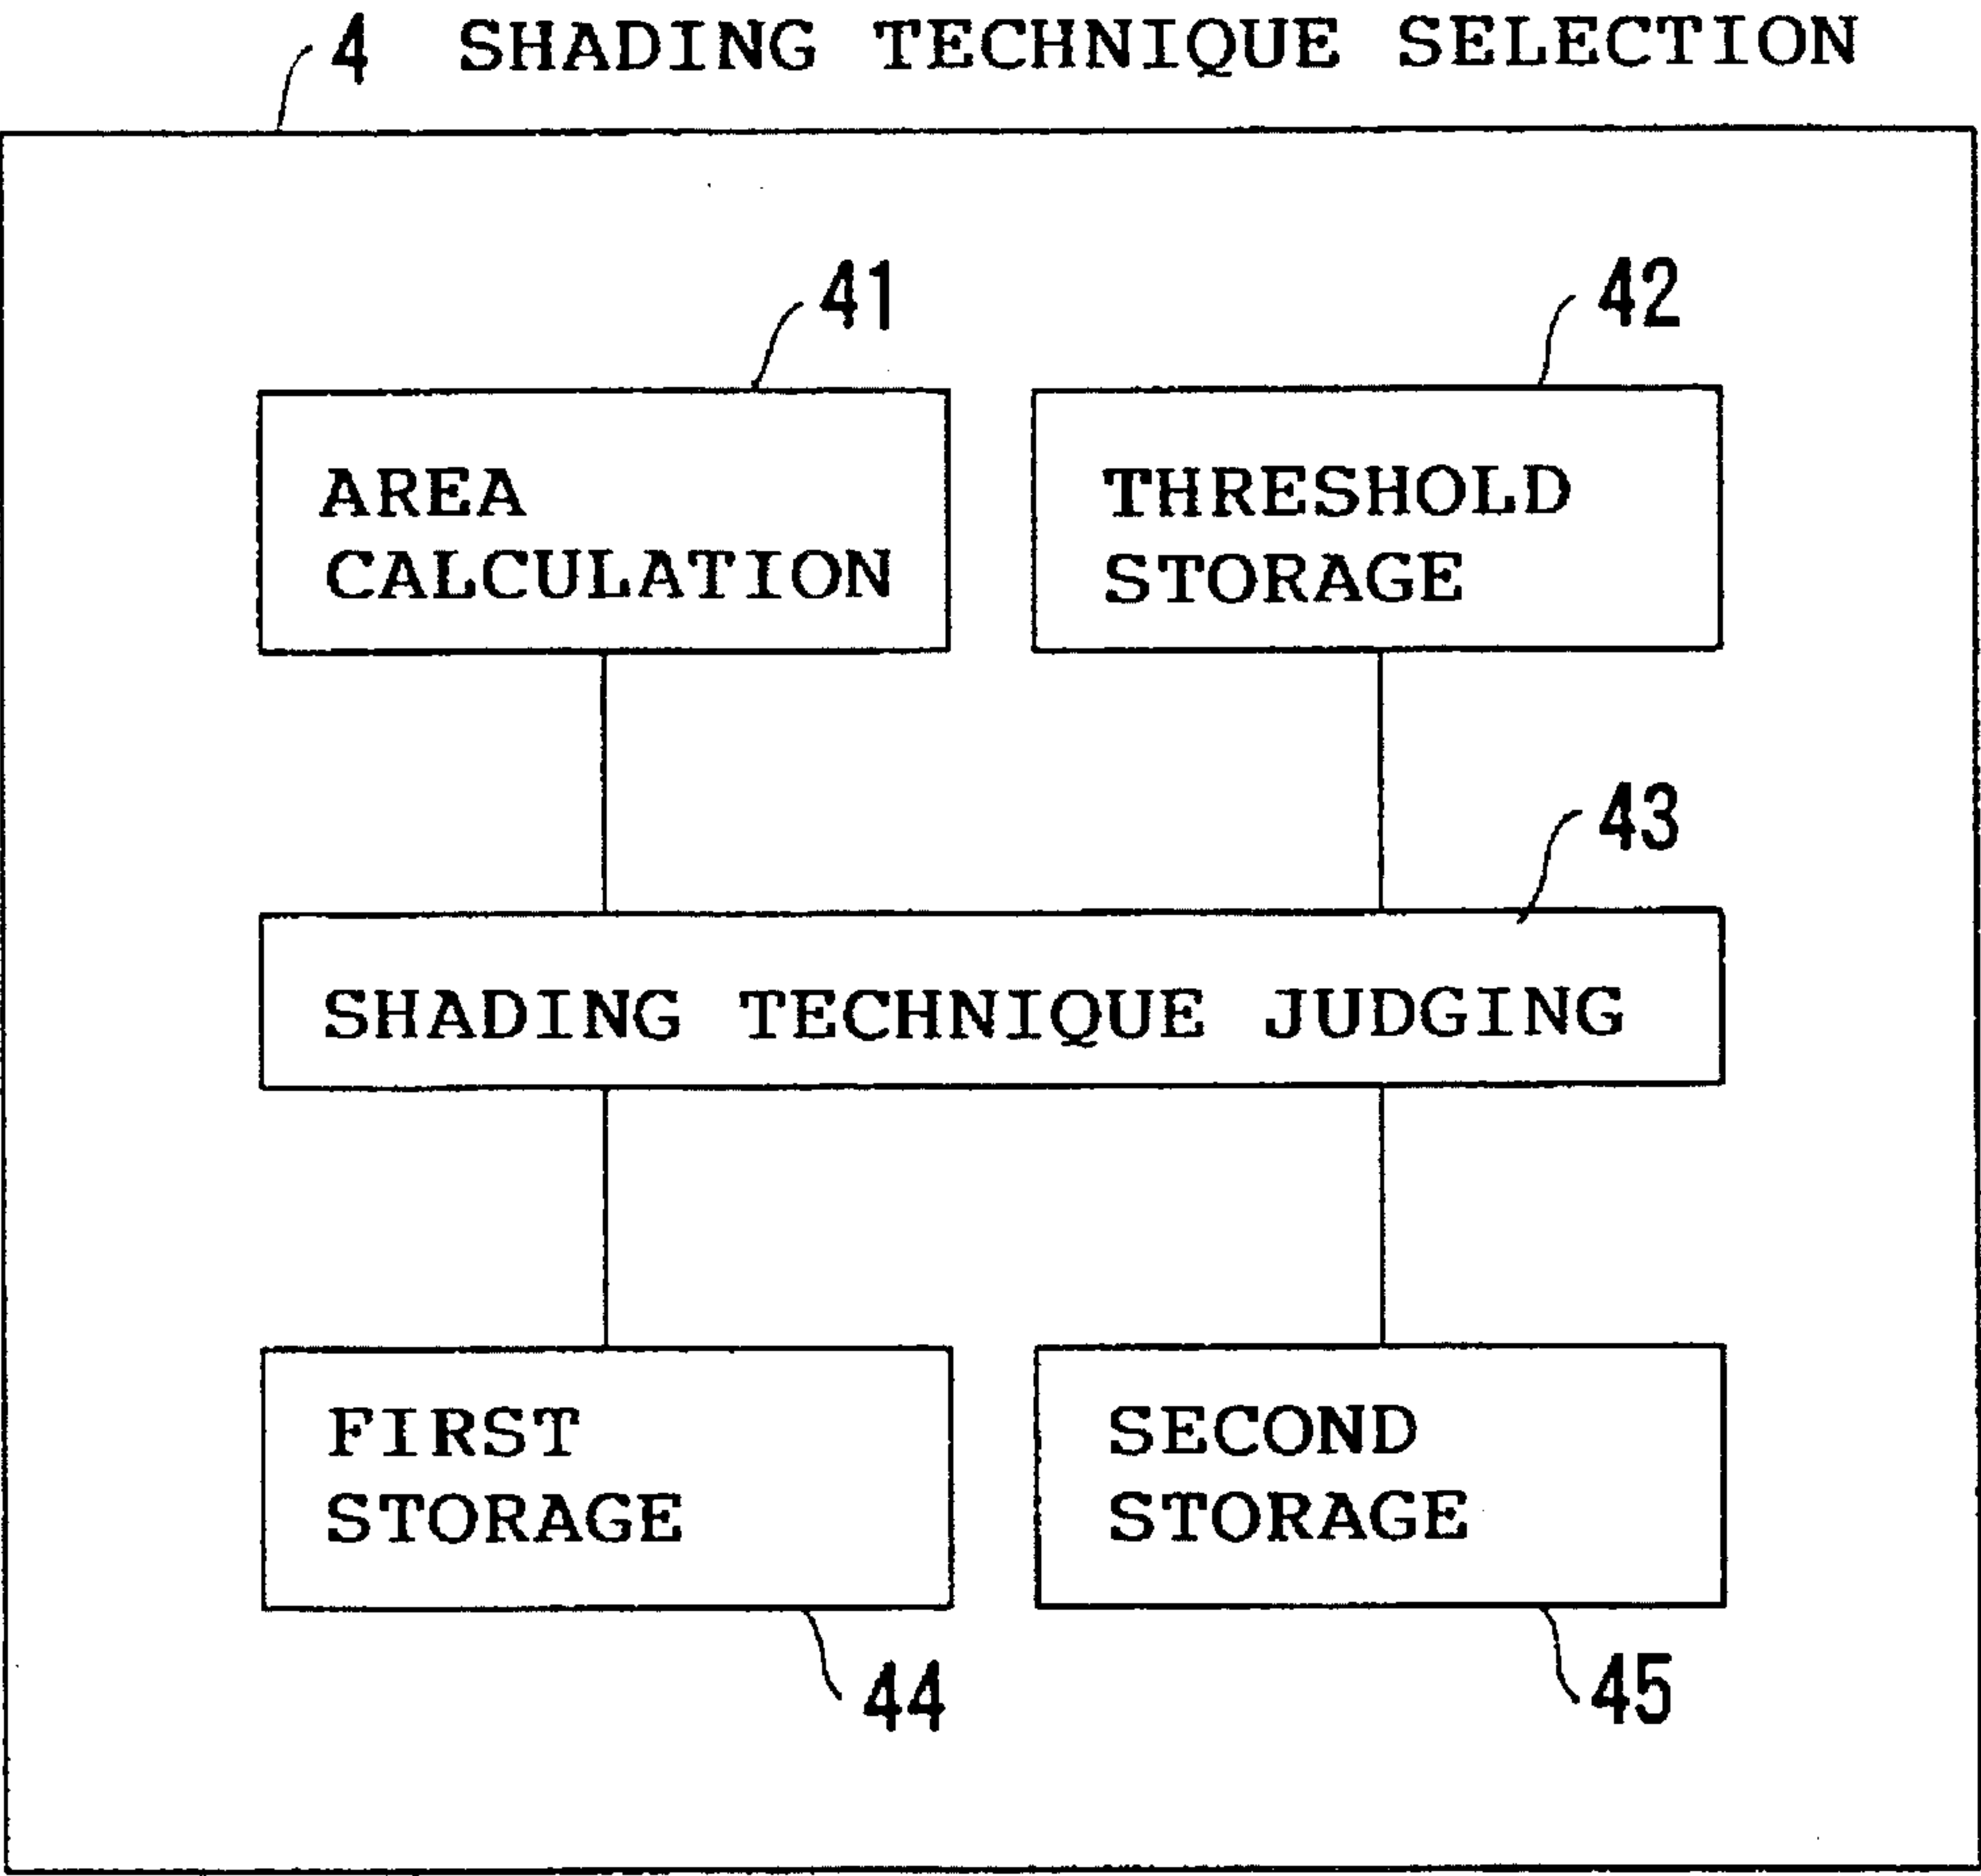 4 SHADING TECHNIQUE SELECTION
41
42
AREA
CALCULATION
THRESHOLD
STORAGE
43
SHADING TECHNIQUE JUDGING
FIRST
STORAGE
SECOND
STORAGE
44
45